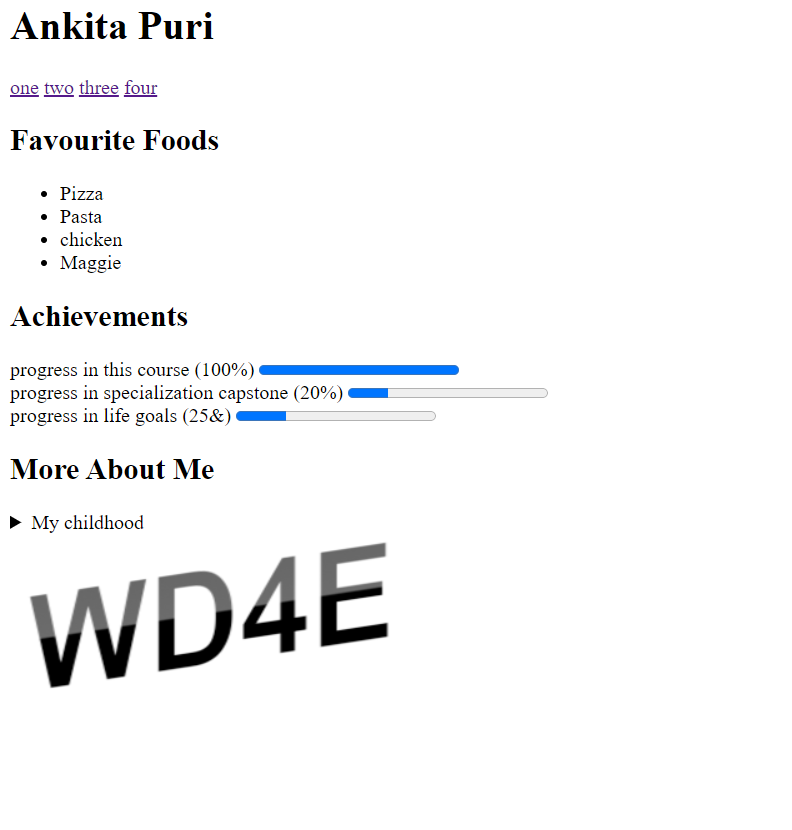 Ankita Puri
one two three four
Favourite Foods
Pizza
Pasta
chicken
Maggie
Achievements
progress in this course (100%)
progress in specialization capstone (20%)
progress in life goals (25&)
More About Me
My childhood
WD4E